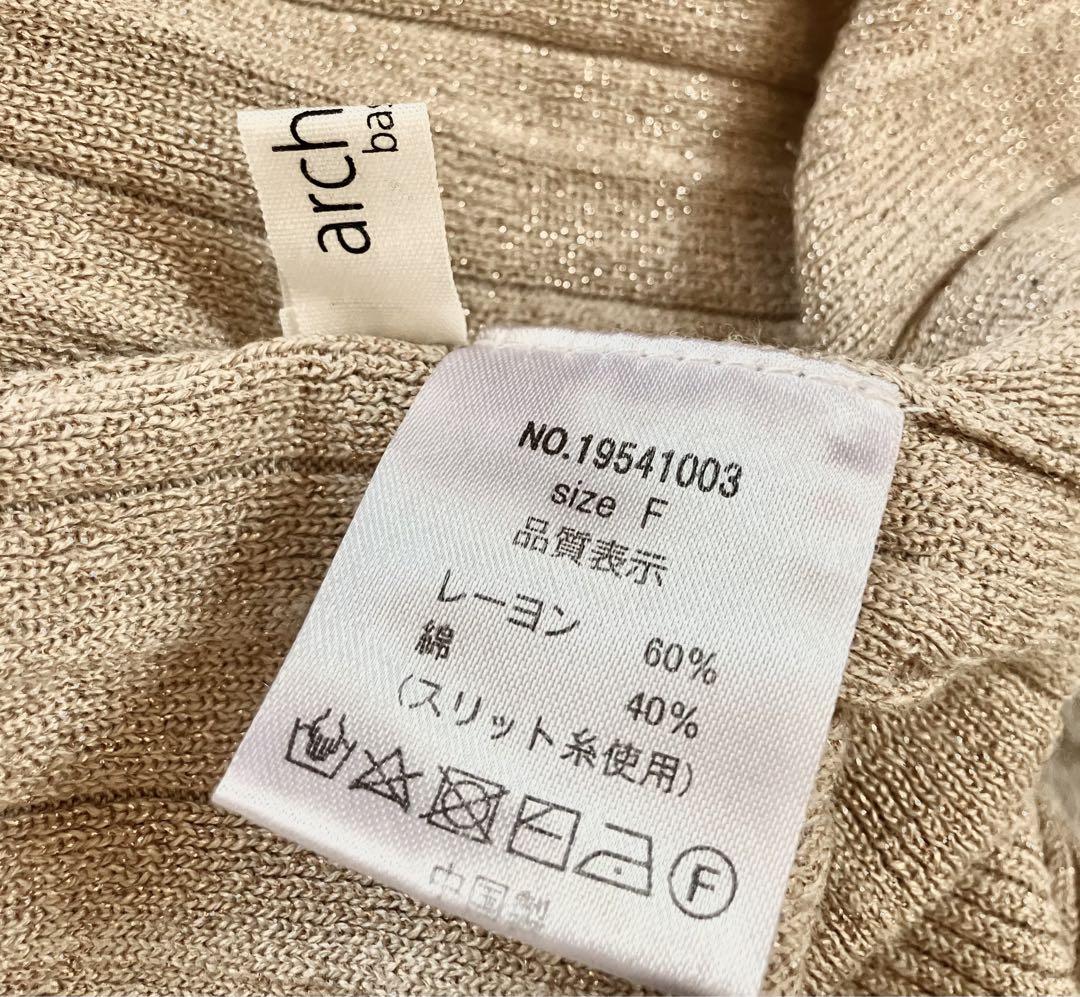 arch
ba
NO.19541003
size F
品質表示
レーヨン 60%
綿 40%
(スリット糸使用)
F
中国製